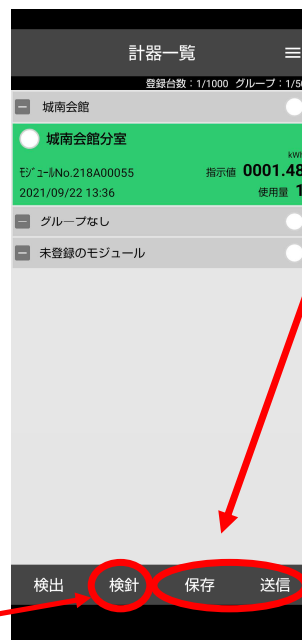 計器一覧
登録台数：1/1000 グループ：1/50
城南会館
城南会館分室
kWh
ﾓｼﾞｭｰﾙNo.218A00055 指示値 0001.48
2021/09/22 13:36 使用量 1
グループなし
未登録のモジュール
検出 検針 保存 送信